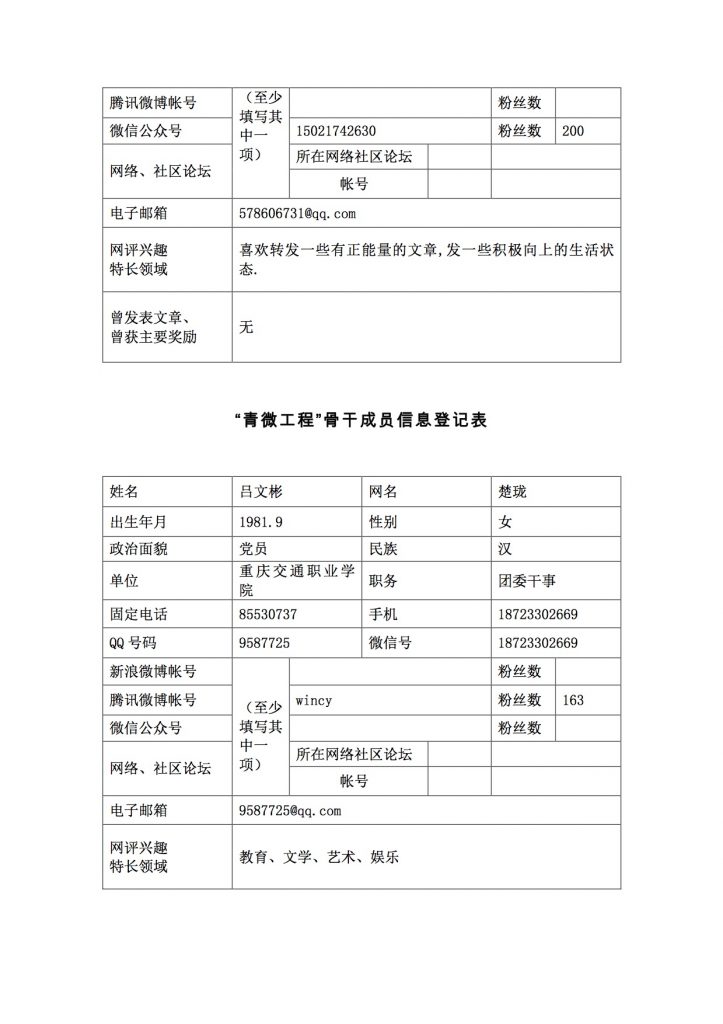 腾讯微博帐号 （至少填写其中一项） 粉丝数
微信公众号 15021742630 粉丝数 200
网络、社区论坛 所在网络社区论坛
帐号
电子邮箱 578606731@qq.com
网评兴趣
特长领域
喜欢转发一些有正能量的文章,发一些积极向上的生活状
态.
曾发表文章、
曾获主要奖励
无
“青微工程”骨干成员信息登记表
姓名 吕文彬 网名 楚珑
出生年月 1981.9 性别 女
政治面貌 党员 民族 汉
单位 重庆交通职业学院 职务 团委干事
固定电话 85530737 手机 18723302669
QQ 号码 9587725 微信号 18723302669
新浪微博帐号 （至少填写其中一项） 粉丝数
腾讯微博帐号 wincy 粉丝数 163
微信公众号 粉丝数
网络、社区论坛 所在网络社区论坛
帐号
电子邮箱 9587725@qq.com
网评兴趣
特长领域
教育、文学、艺术、娱乐